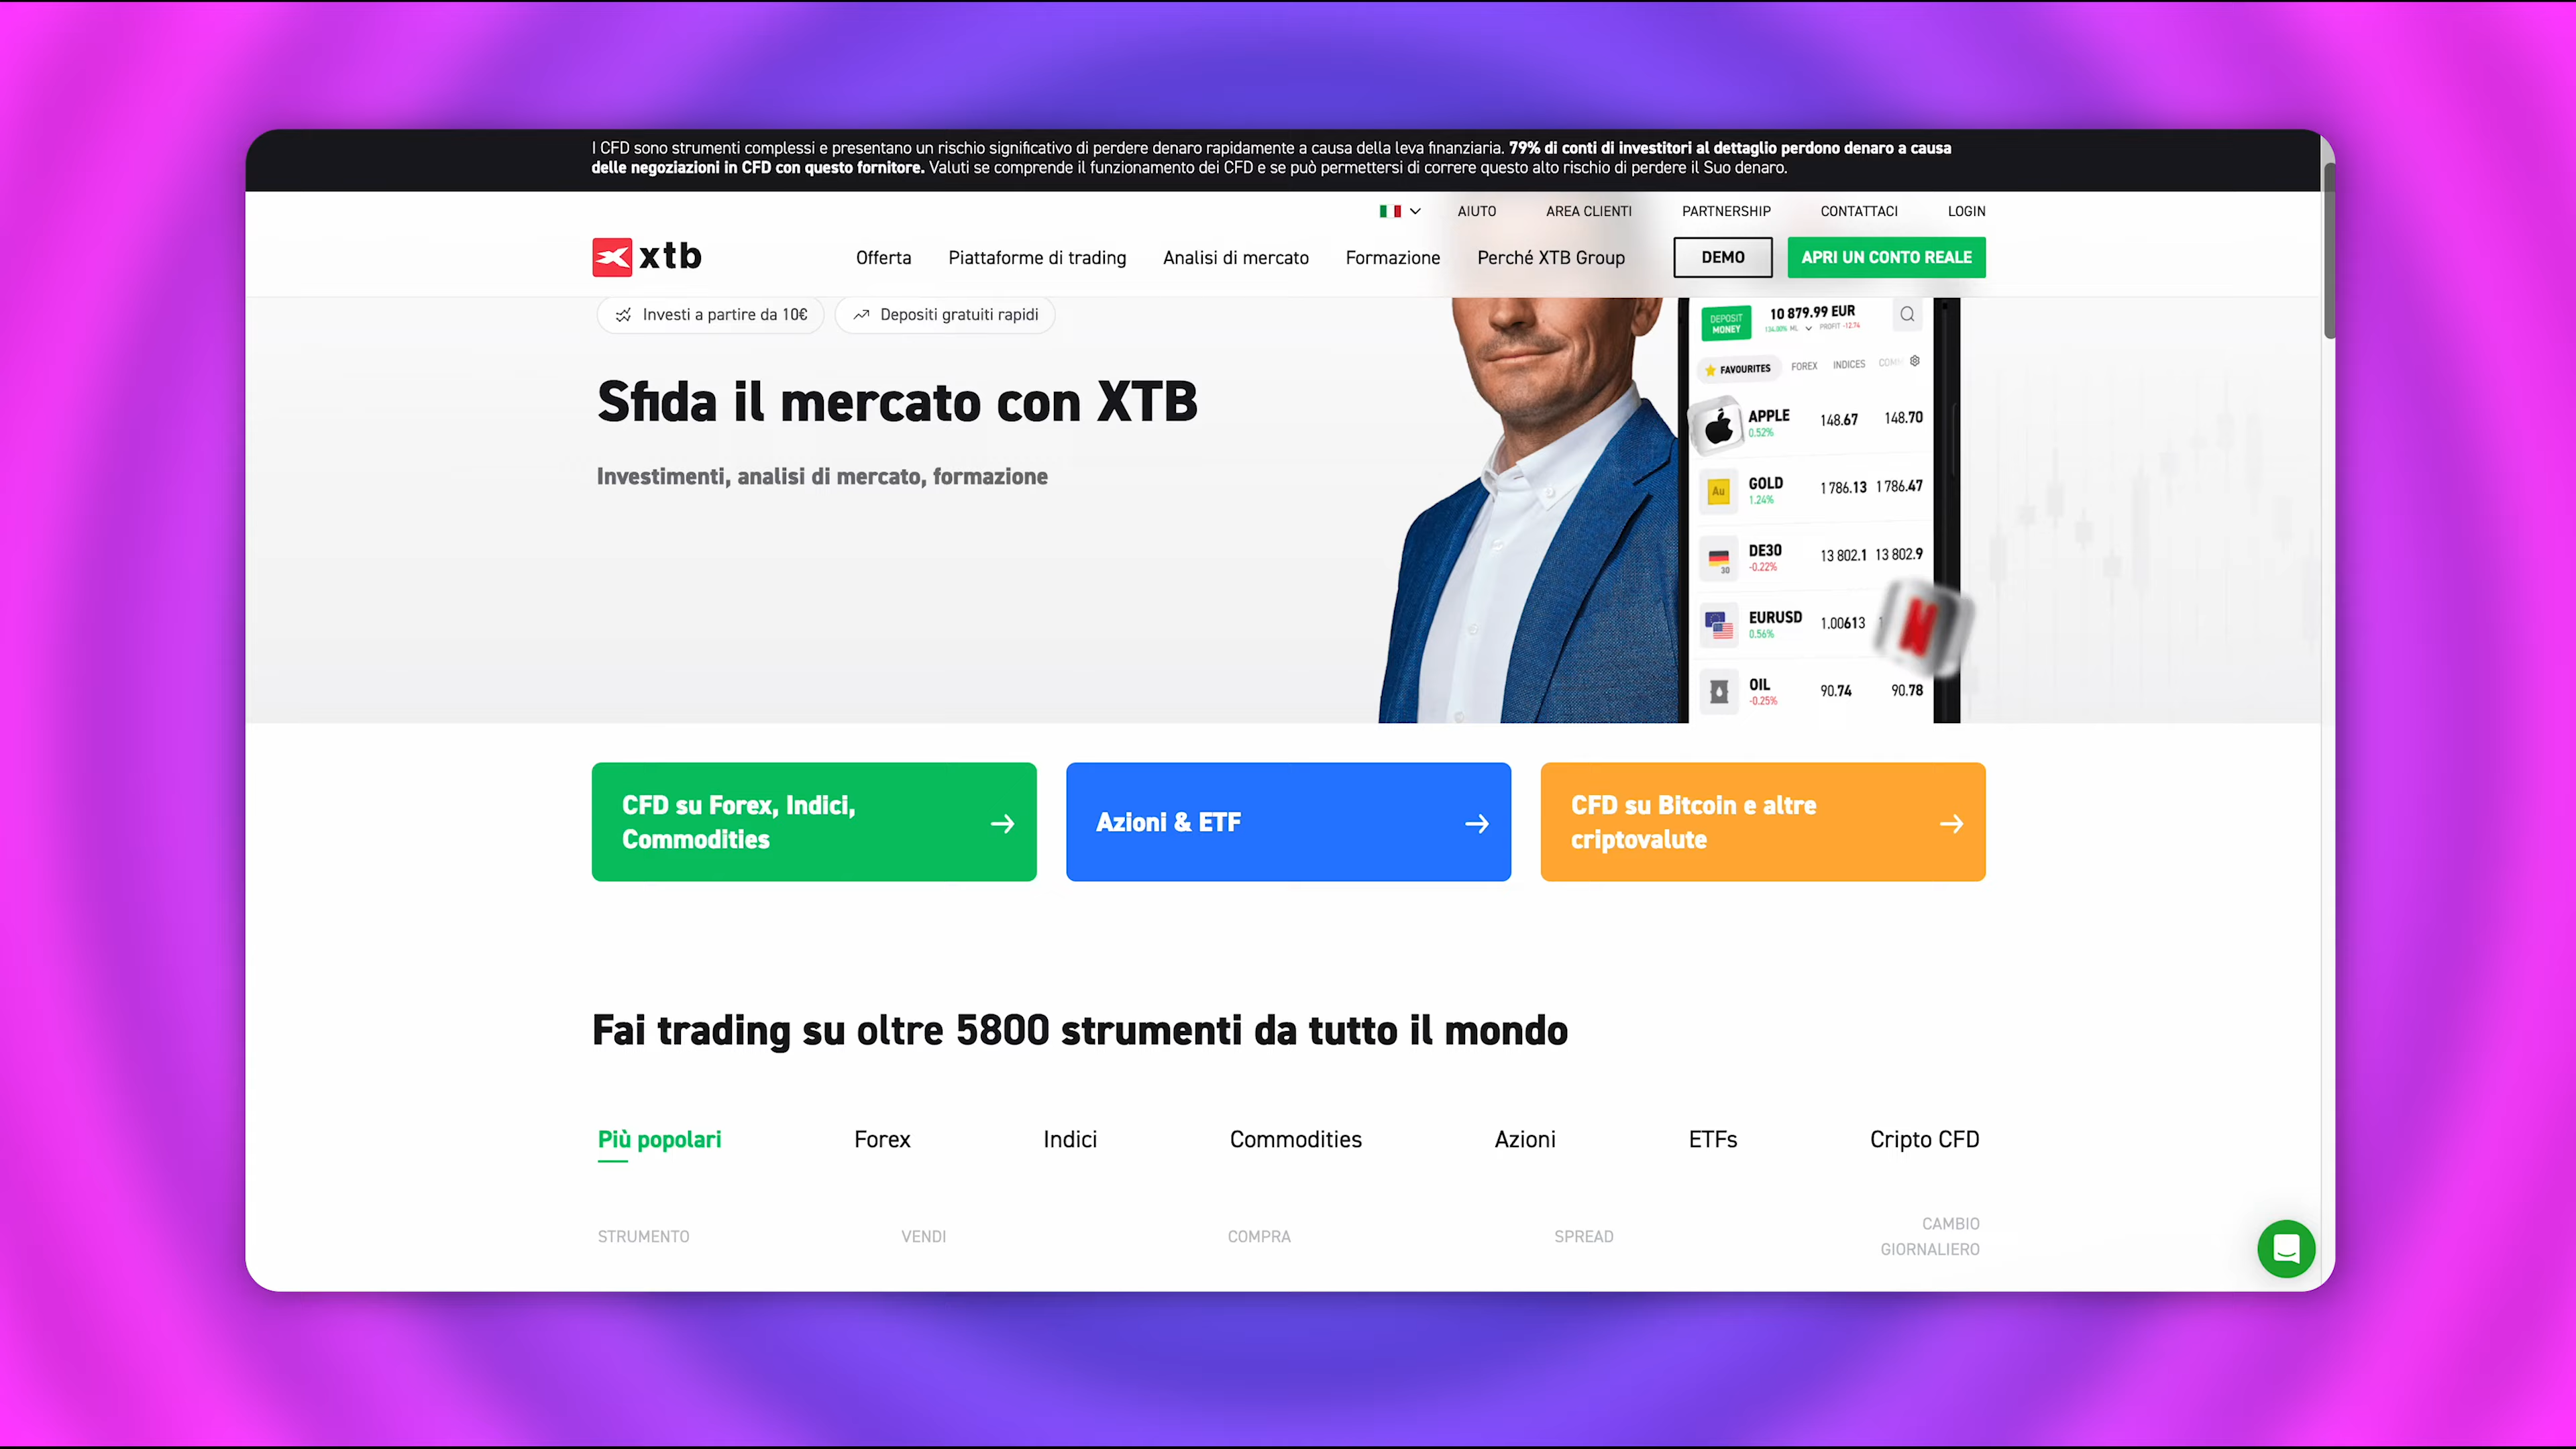 I CFD sono strumenti complessi e presentano un rischio significativo di perdere denaro rapidamente a causa della leva finanziaria. 79% di conti di investitori al dettaglio perdono denaro a causa
delle negoziazioni in CFD con questo fornitore. Valuti se comprende il funzionamento dei CFD e se può permettersi di correre questo alto rischio di perdere il Suo denaro.
AIUTO AREA CLIENTI PARTNERSHIP CONTATTACI LOGIN
xtb Offerta Piattaforme di trading Analisi di mercato Formazione Perché XTB Group DEMO APRI UN CONTO REALE
Investi a partire da 10€ Depositi gratuiti rapidi
Sfida il mercato con XTB
Investimenti, analisi di mercato, formazione
DEPOSIT
MONEY
10 879.99 EUR
134.00% ML PROFIT -12.74
FAVOURITES FOREX INDICES COMM
APPLE 148.67 148.70
0.52%
Au GOLD 1 786.13 1 786.47
1.24%
DE30 13 802.1 13 802.9
30 -0.22%
EURUSD 1.00613
0.56%
N
OIL 90.74 90.78
-0.25%
CFD su Forex, Indici,
Commodities
Azioni & ETF
CFD su Bitcoin e altre
criptovalute
Fai trading su oltre 5800 strumenti da tutto il mondo
Più popolari Forex Indici Commodities Azioni ETFs Cripto CFD
STRUMENTO VENDI COMPRA SPREAD CAMBIO
GIORNALIERO